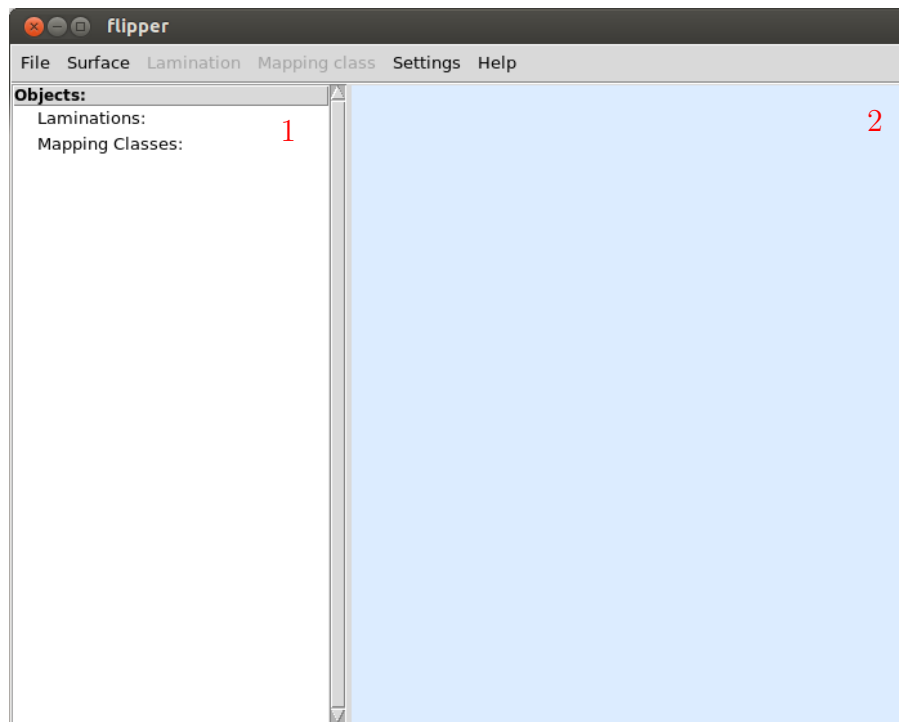 flipper
File Surface Lamination Mapping class Settings Help
Objects:
Laminations:
1
2
Mapping Classes: